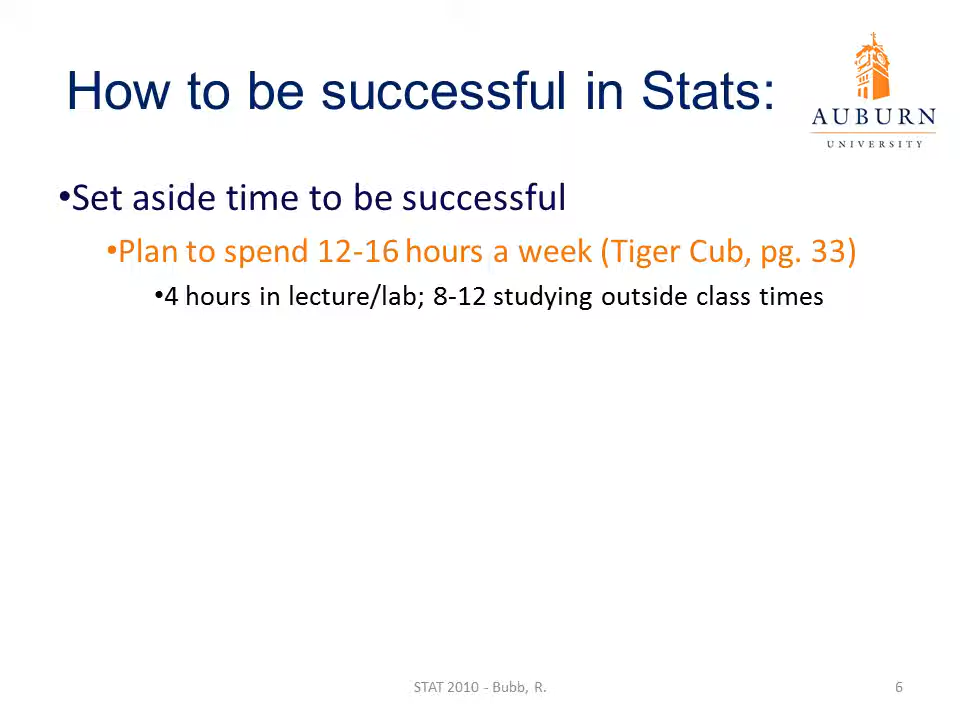 How to be successful in Stats:
AUBURN
UNIVERSITY
•Set aside time to be successful
•Plan to spend 12-16 hours a week (Tiger Cub, pg. 33)
•4 hours in lecture/lab; 8-12 studying outside class times
STAT 2010 - Bubb, R.
6